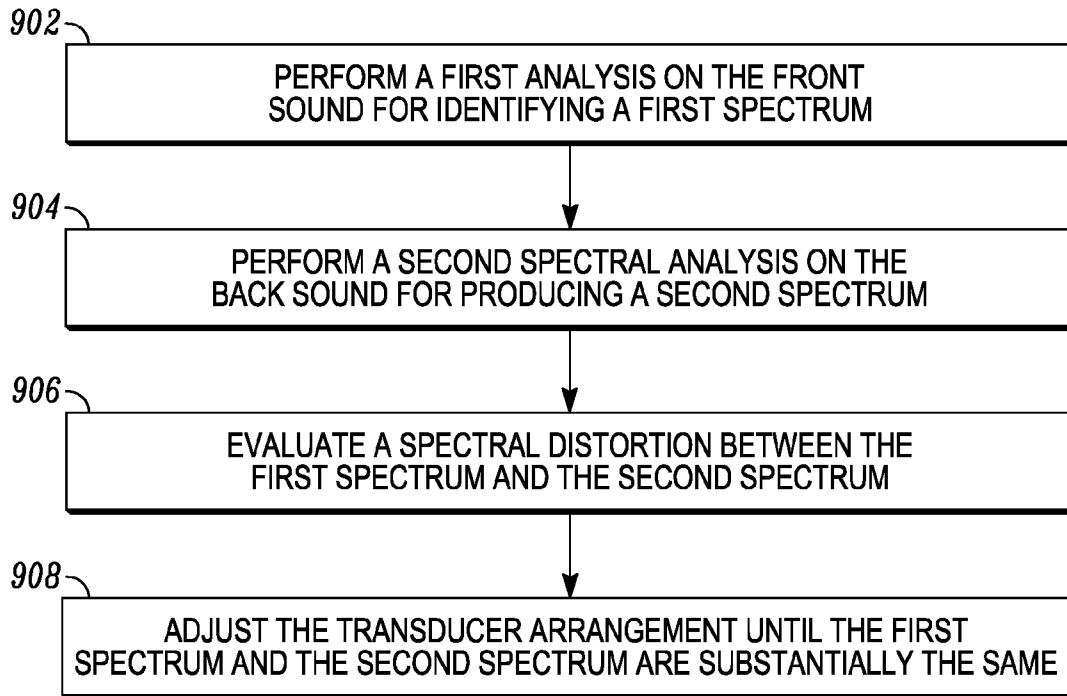 902
PERFORM A FIRST ANALYSIS ON THE FRONT
SOUND FOR IDENTIFYING A FIRST SPECTRUM
904
PERFORM A SECOND SPECTRAL ANALYSIS ON THE
BACK SOUND FOR PRODUCING A SECOND SPECTRUM
906
EVALUATE A SPECTRAL DISTORTION BETWEEN THE
FIRST SPECTRUM AND THE SECOND SPECTRUM
908
ADJUST THE TRANSDUCER ARRANGEMENT UNTIL THE FIRST
SPECTRUM AND THE SECOND SPECTRUM ARE SUBSTANTIALLY THE SAME